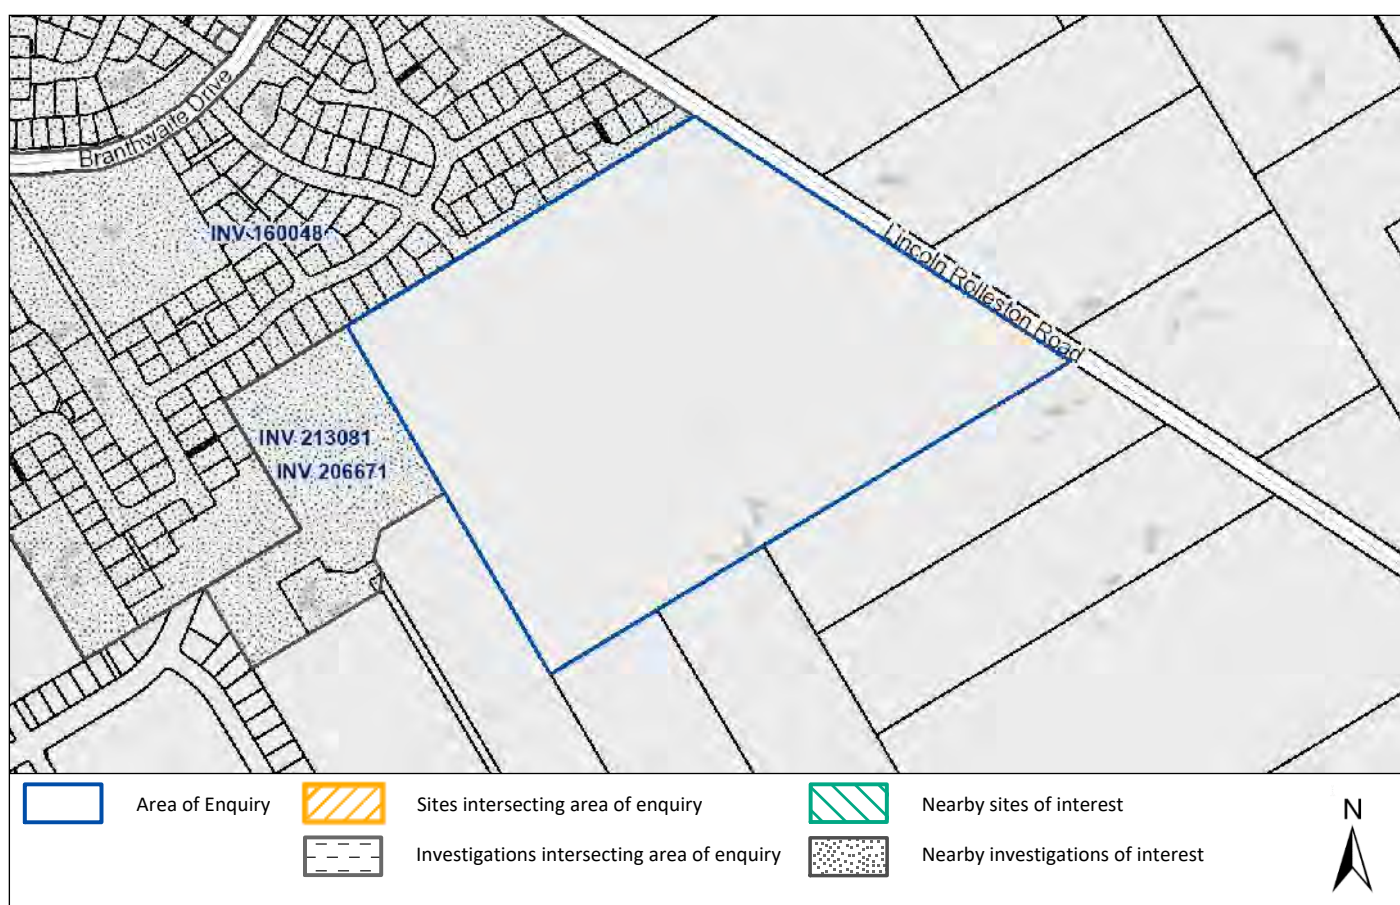 Branthwaite Drive
INV 160048
Lincoln Rolleston Road
INV 213081
INV 206671
Area of Enquiry
Sites intersecting area of enquiry
Nearby sites of interest
Investigations intersecting area of enquiry
Nearby investigations of interest
N